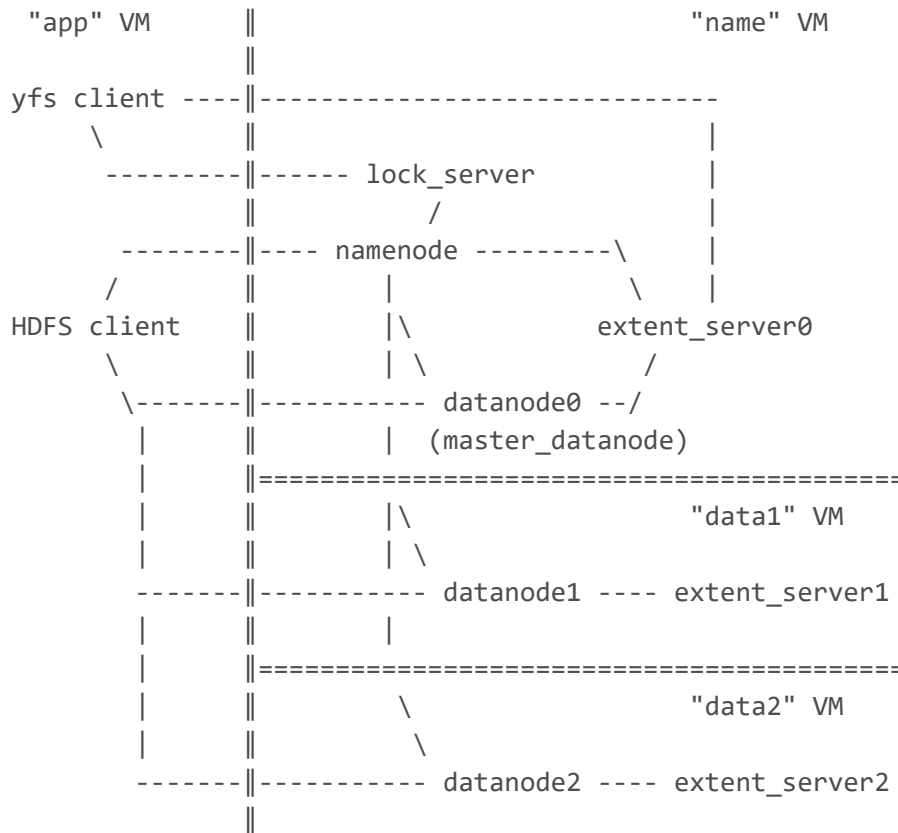 "app" VM ║ "name" VM
║
yfs client ----║------------------------------
\ ║ |
---------║------ lock_server |
║ / |
--------║---- namenode ---------\ |
/ ║ | \ |
HDFS client ║ |\ extent_server0
\ ║ | \ /
\-------║----------- datanode0 --/
| ║ | (master_datanode)
| ║==========================================
| ║ |\ "data1" VM
| ║ | \
-------║----------- datanode1 ---- extent_server1
| ║ |
| ║==========================================
| ║ \ "data2" VM
| ║ \
-------║----------- datanode2 ---- extent_server2
║